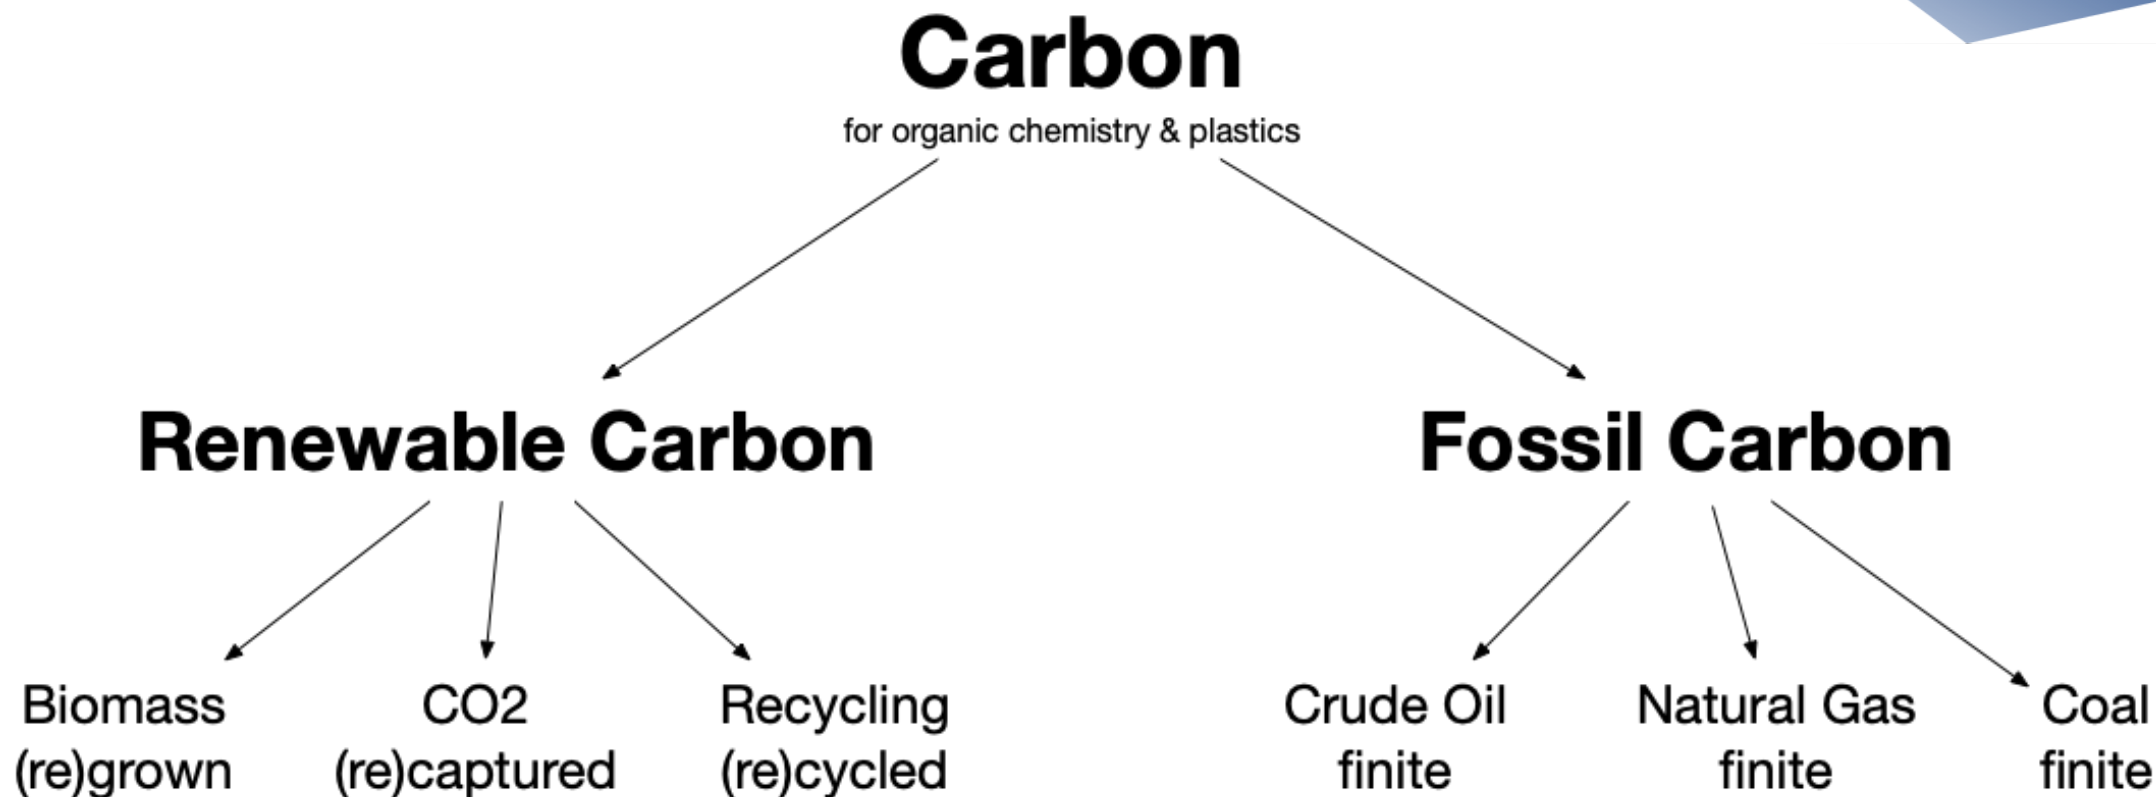 Carbon
for organic chemistry & plastics
Renewable Carbon
Fossil Carbon
Biomass
(re)grown
CO2
(re)captured
Recycling
(re)cycled
Crude Oil
finite
Natural Gas
finite
Coal
finite